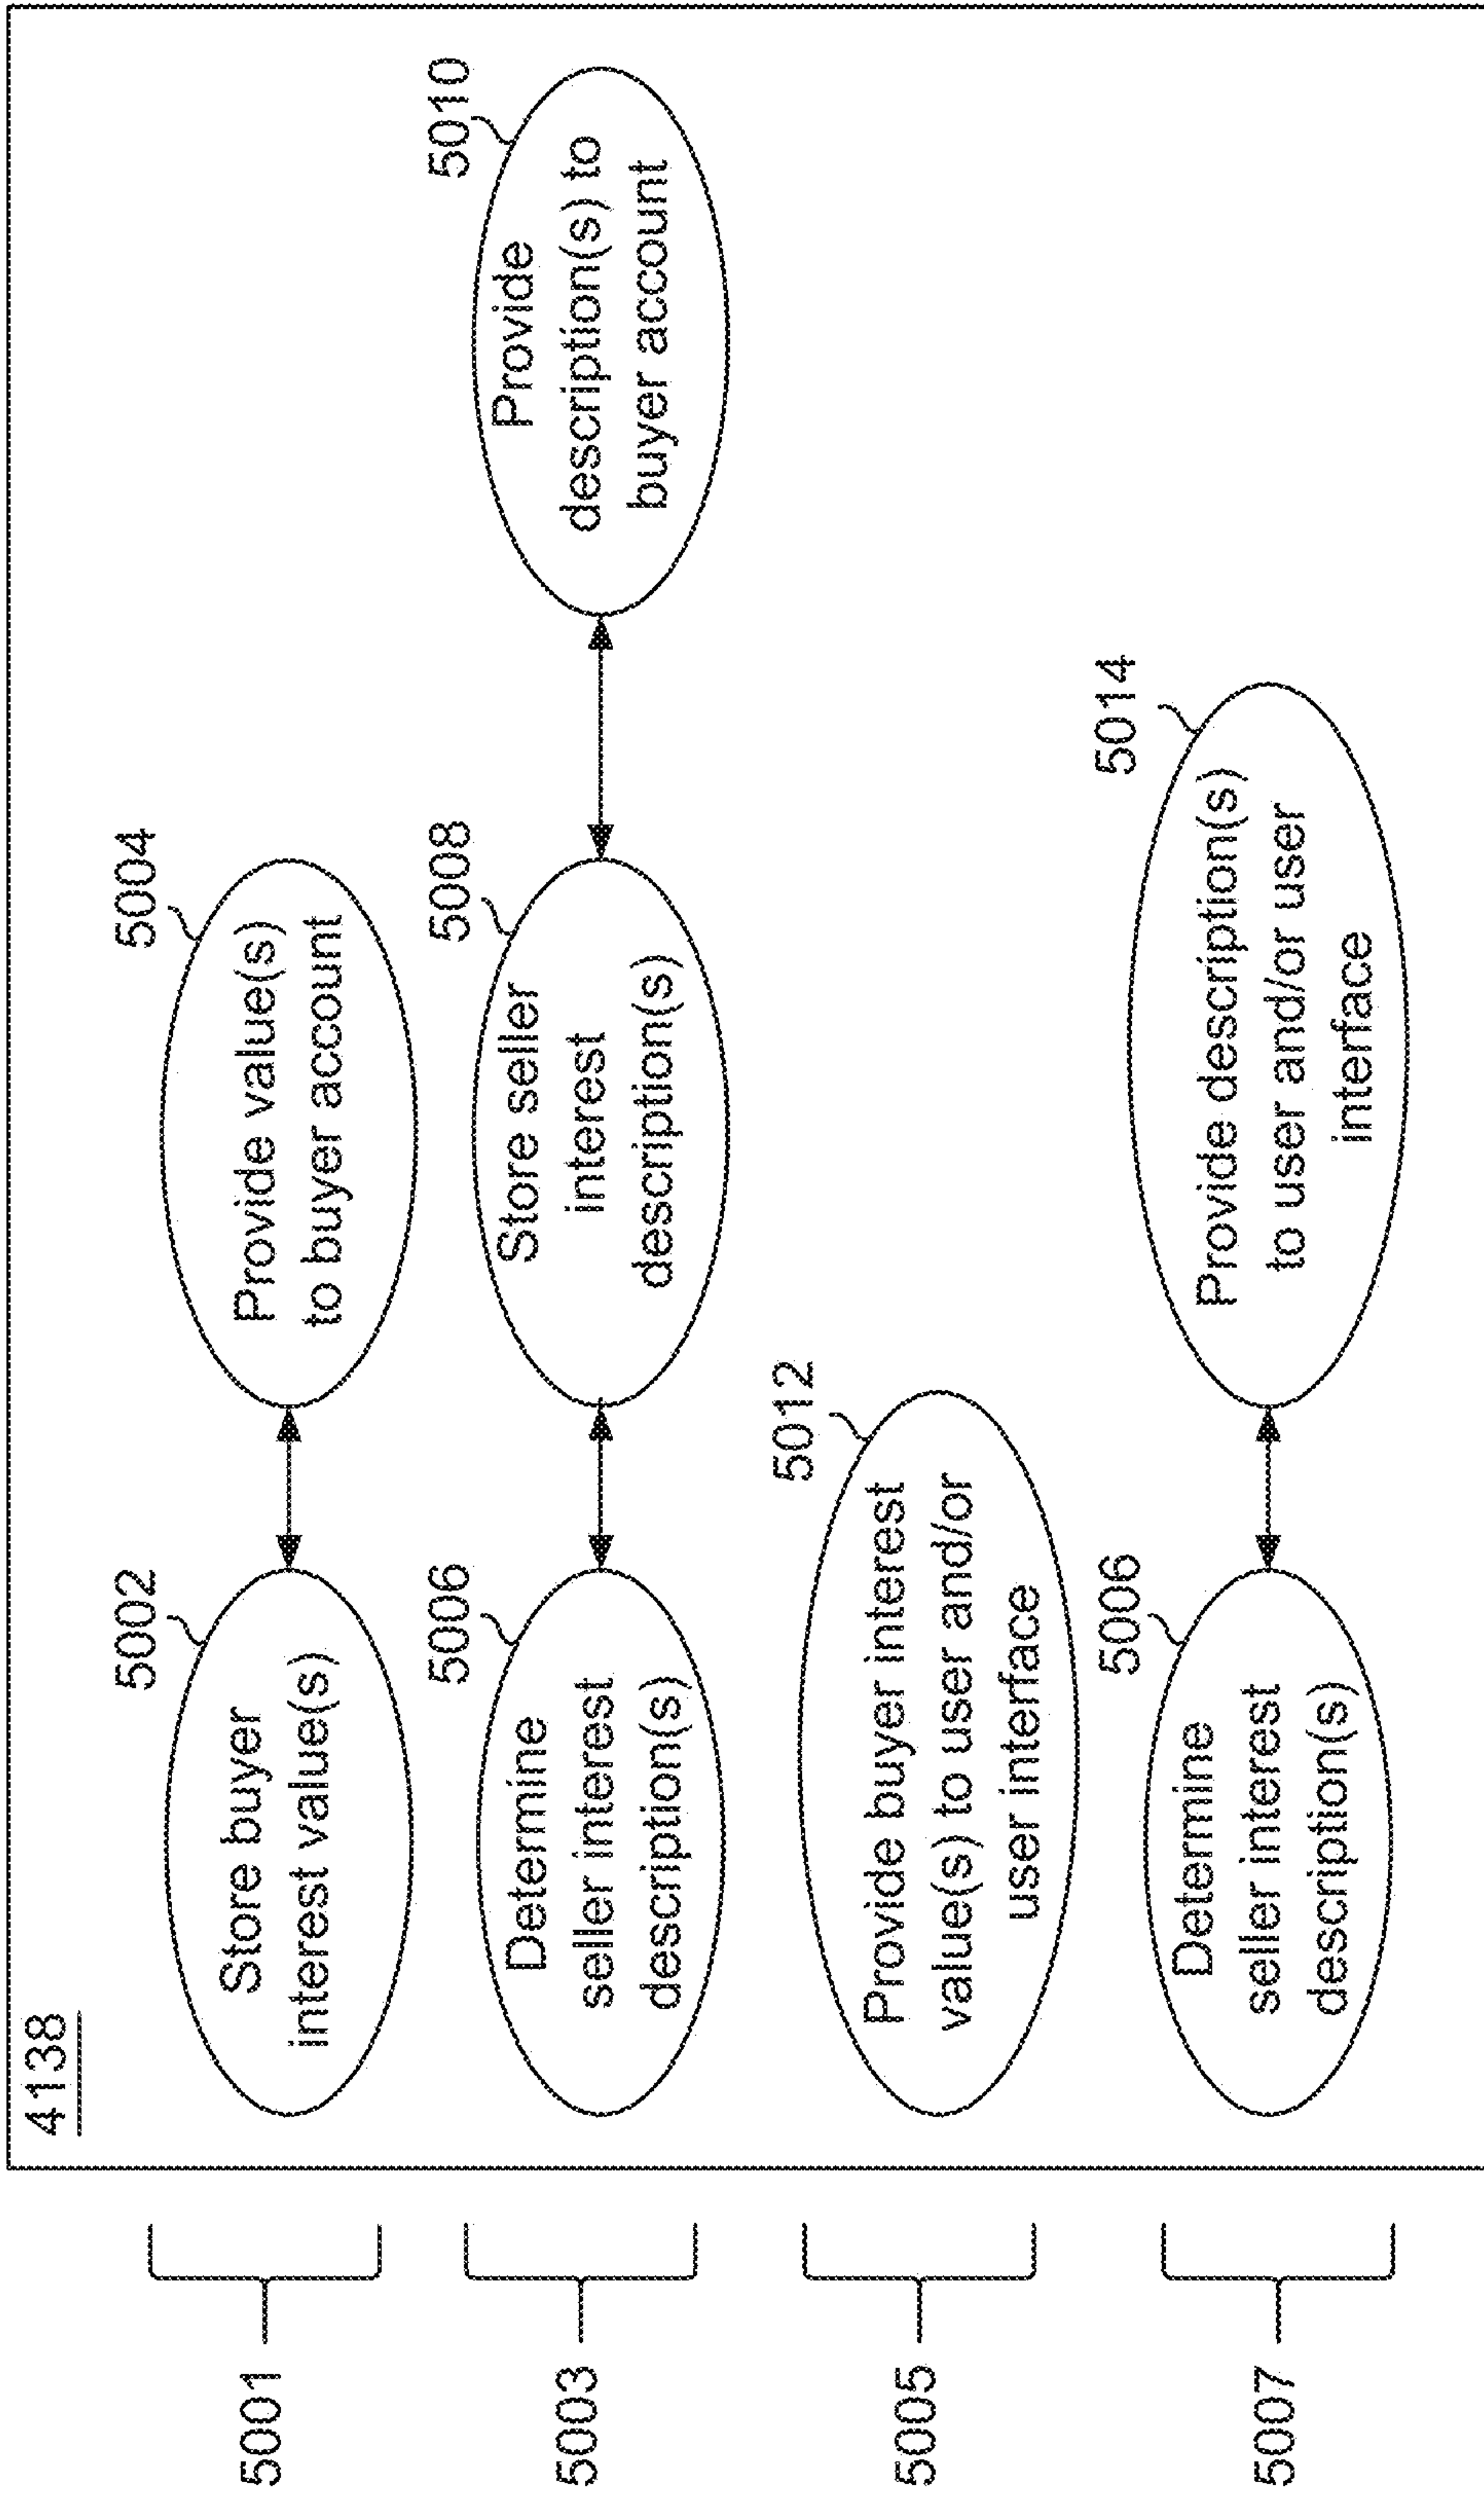 4138
5001
5002
Store buyer
interest value(s)
5004
Provide value(s)
to buyer account
5003
5006
Determine
seller interest
description(s)
5008
Store seller
interest
description(s)
5010
Provide
description(s) to
buyer account
5005
5012
Provide buyer interest
value(s) to user and/or
user interface
5007
5006
Determine
seller interest
description(s)
5014
Provide description(s)
to user and/or user
interface